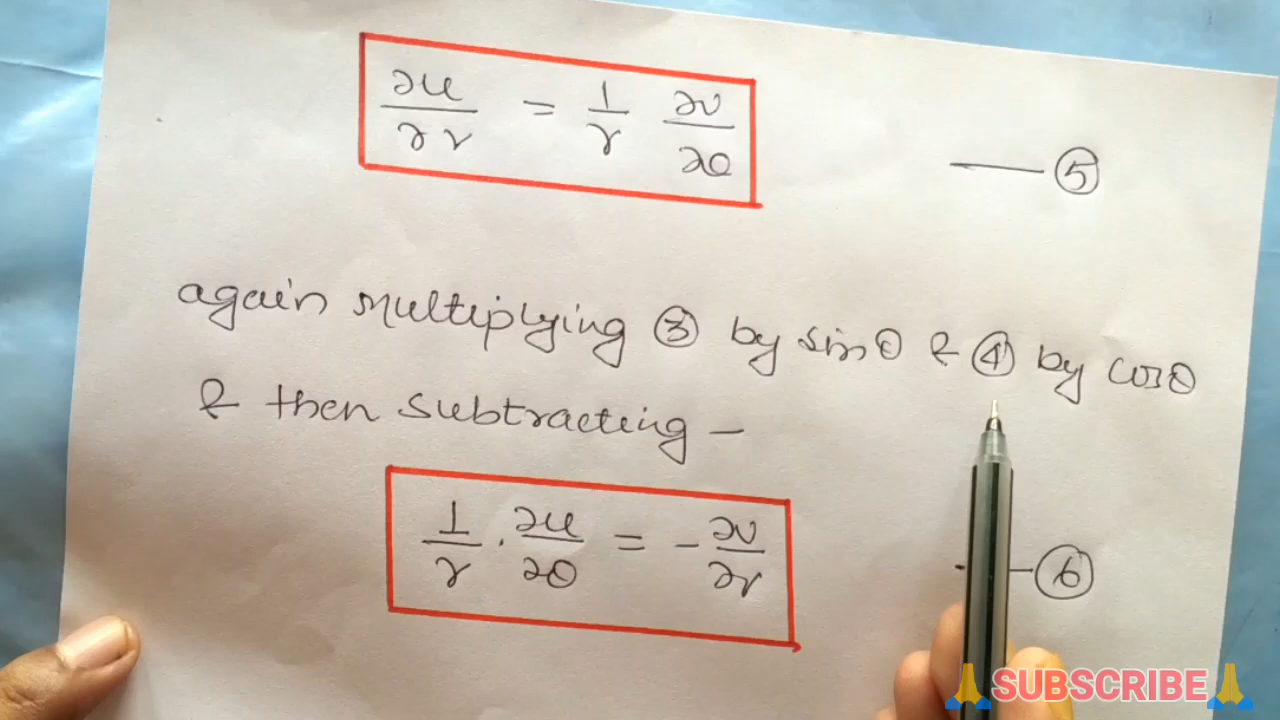 ∂u/∂r = 1/r ∂v/∂θ — ⑤
again multiplying ③ by sinθ & ④ by cosθ
& then subtracting –
1/r · ∂u/∂θ = - ∂v/∂r — ⑥
🙏SUBSCRIBE🙏